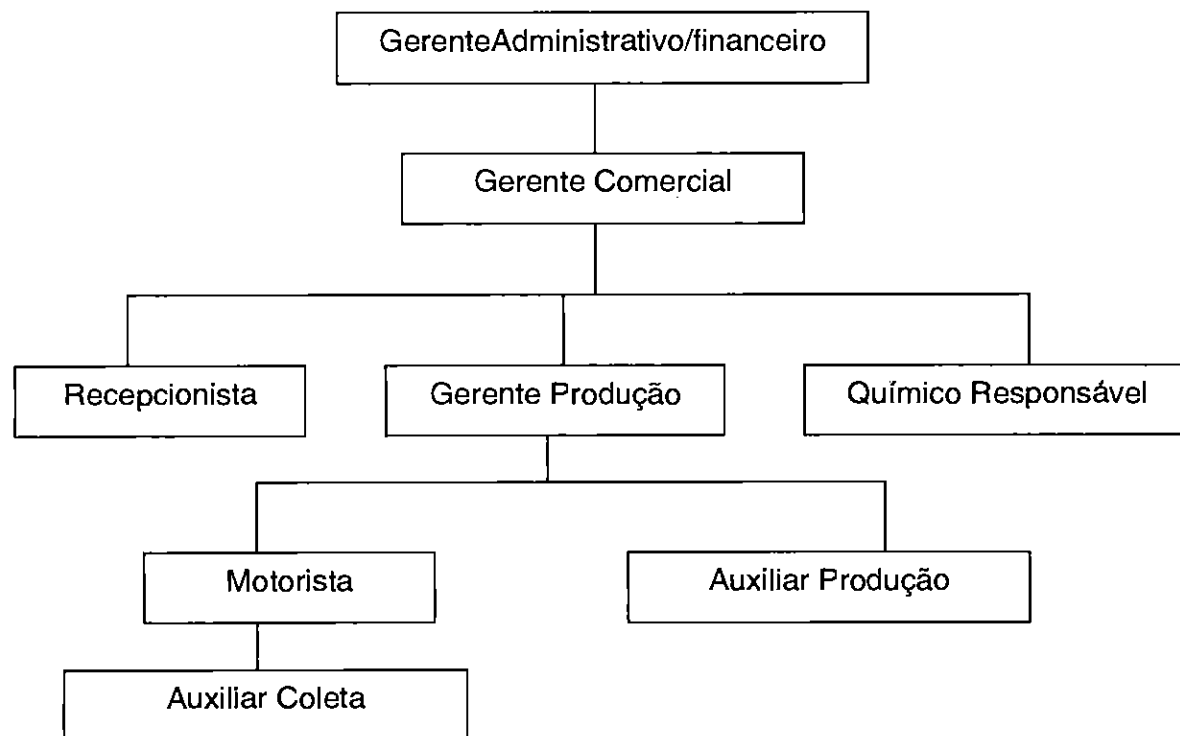 GerenteAdministrativo/financeiro
Gerente Comercial
Recepcionista
Gerente Produção
Químico Responsável
Motorista
Auxiliar Produção
Auxiliar Coleta